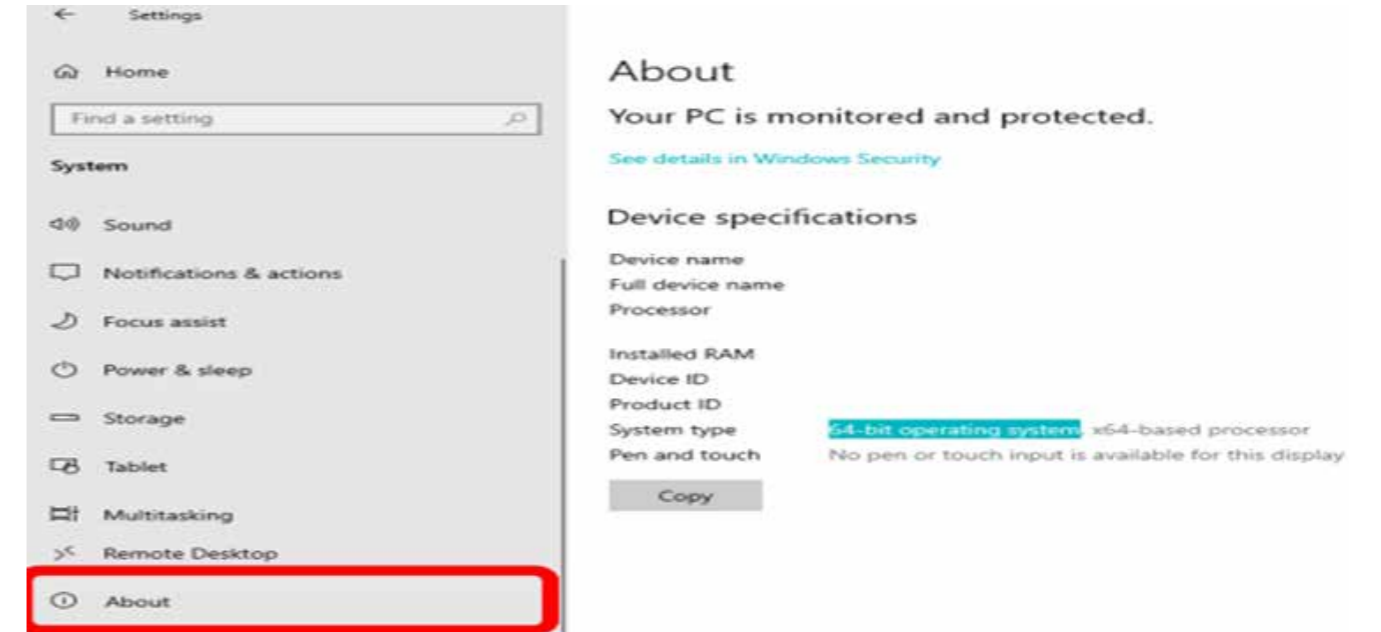 Settings
Home
Find a setting
System
Sound
Notifications & actions
Focus assist
Power & sleep
Storage
Tablet
Multitasking
Remote Desktop
About
About
Your PC is monitored and protected.
See details in Windows Security
Device specifications
Device name
Full device name
Processor
Installed RAM
Device ID
Product ID
System type 64-bit operating system, x64-based processor
Pen and touch No pen or touch input is available for this display
Copy